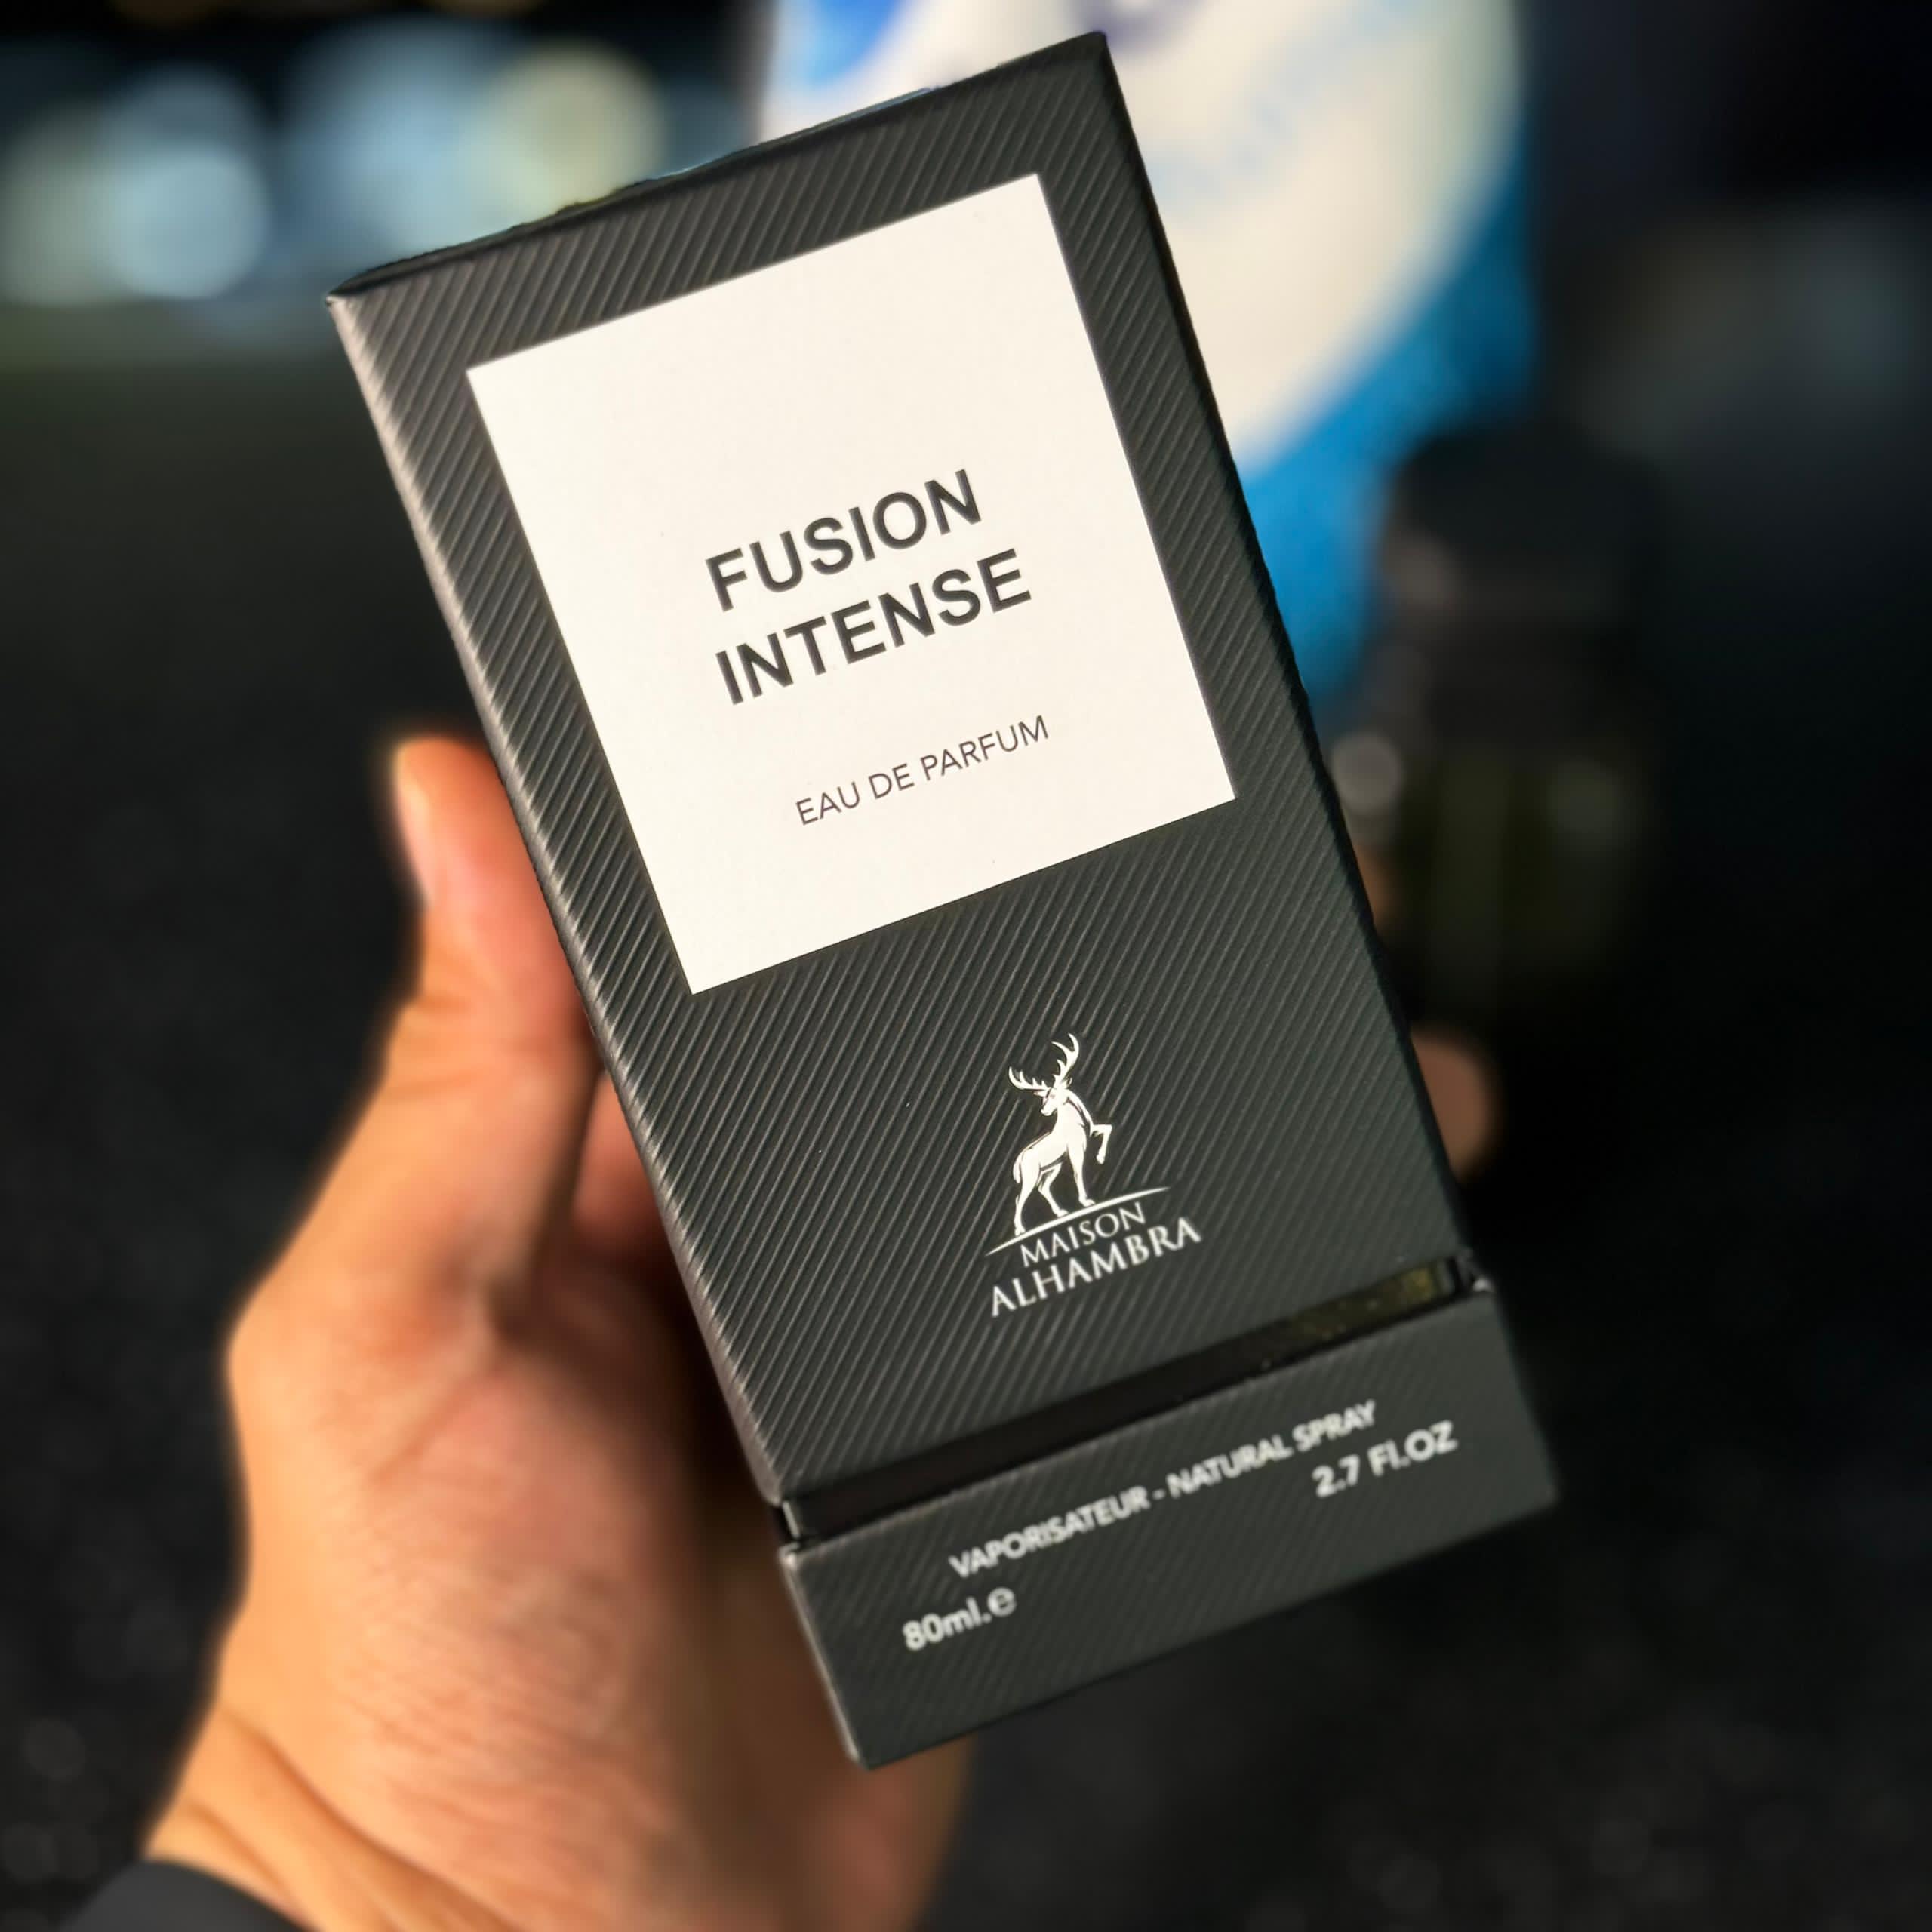 FUSION
INTENSE
EAU DE PARFUM
MAISON
ALHAMBRA
VAPORISATEUR - NATURAL SPRAY
80ml.e 2.7 Fl.OZ